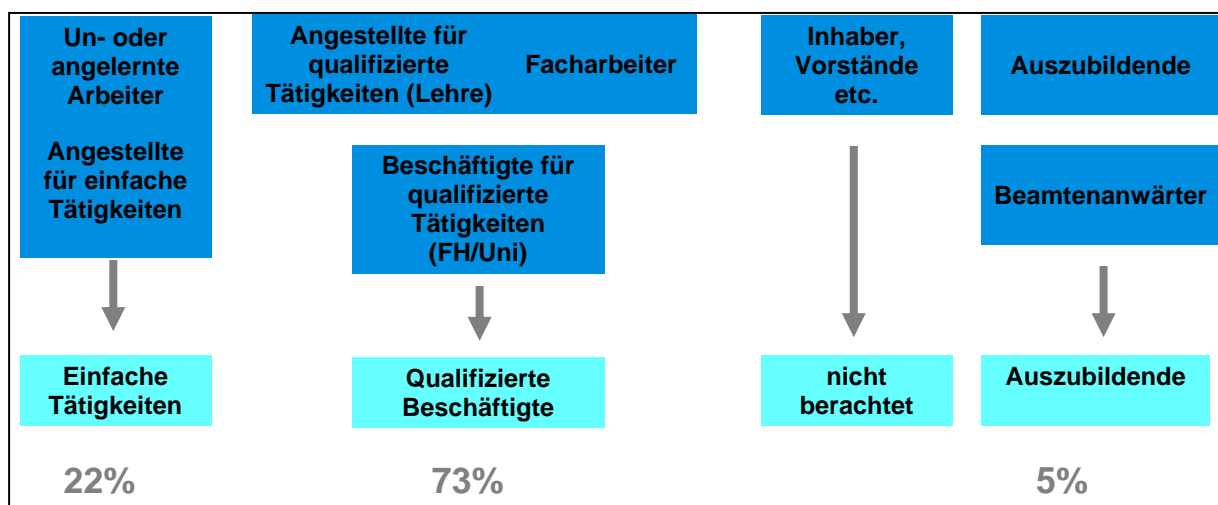 Un- oder
angelernte
Arbeiter
Angestellte
für einfache
Tätigkeiten
Angestellte für
qualifizierte
Tätigkeiten (Lehre)
Facharbeiter
Beschäftigte für
qualifizierte
Tätigkeiten
(FH/Uni)
Inhaber,
Vorstände
etc.
Auszubildende
Beamtenanwärter
Einfache
Tätigkeiten
Qualifizierte
Beschäftigte
nicht
berachtet
Auszubildende
22%
73%
5%